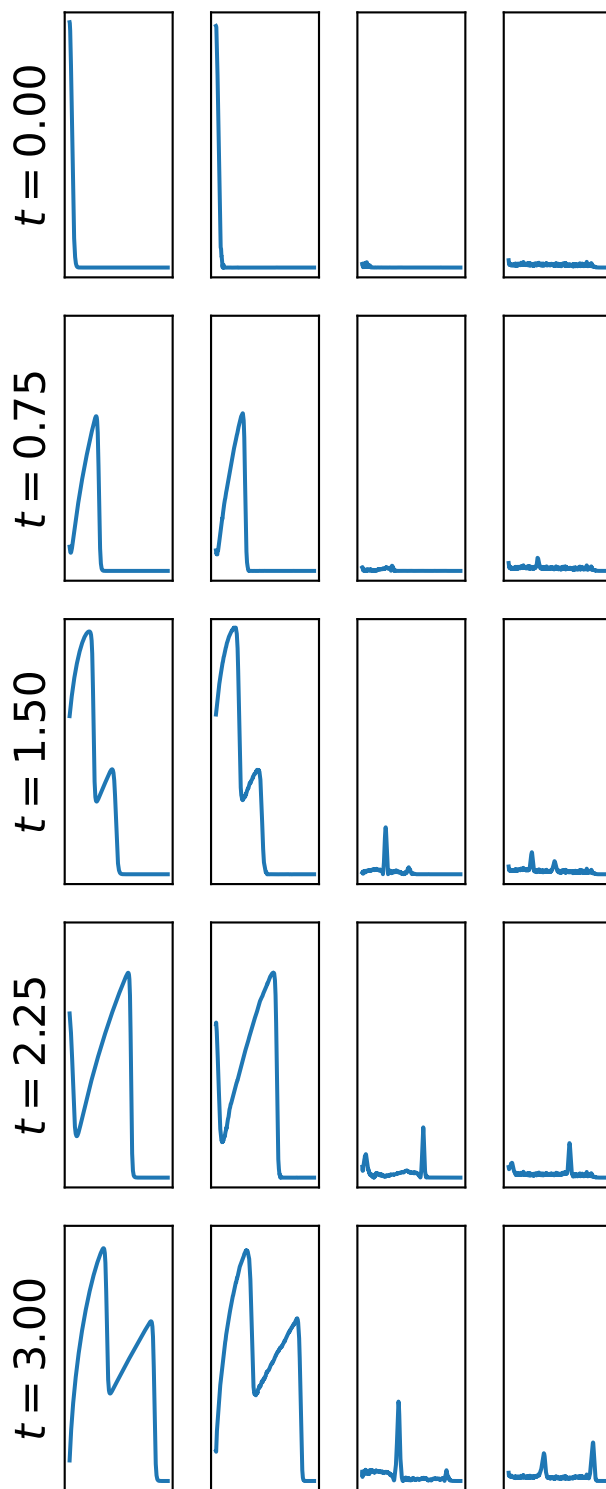 t = 0.00
t = 0.75
t = 1.50
t = 2.25
t = 3.00